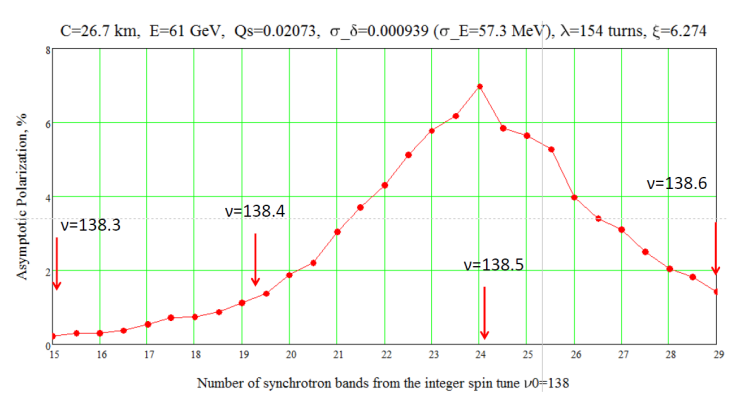 C=26.7 km, E=61 GeV, Qs=0.02073, σ_δ=0.000939 (σ_E=57.3 MeV), λ=154 turns, ξ=6.274
Asymptotic Polarization, %
8
6
4
2
0
ν=138.3
ν=138.4
ν=138.5
ν=138.6
15 16 17 18 19 20 21 22 23 24 25 26 27 28 29
Number of synchrotron bands from the integer spin tune ν0=138